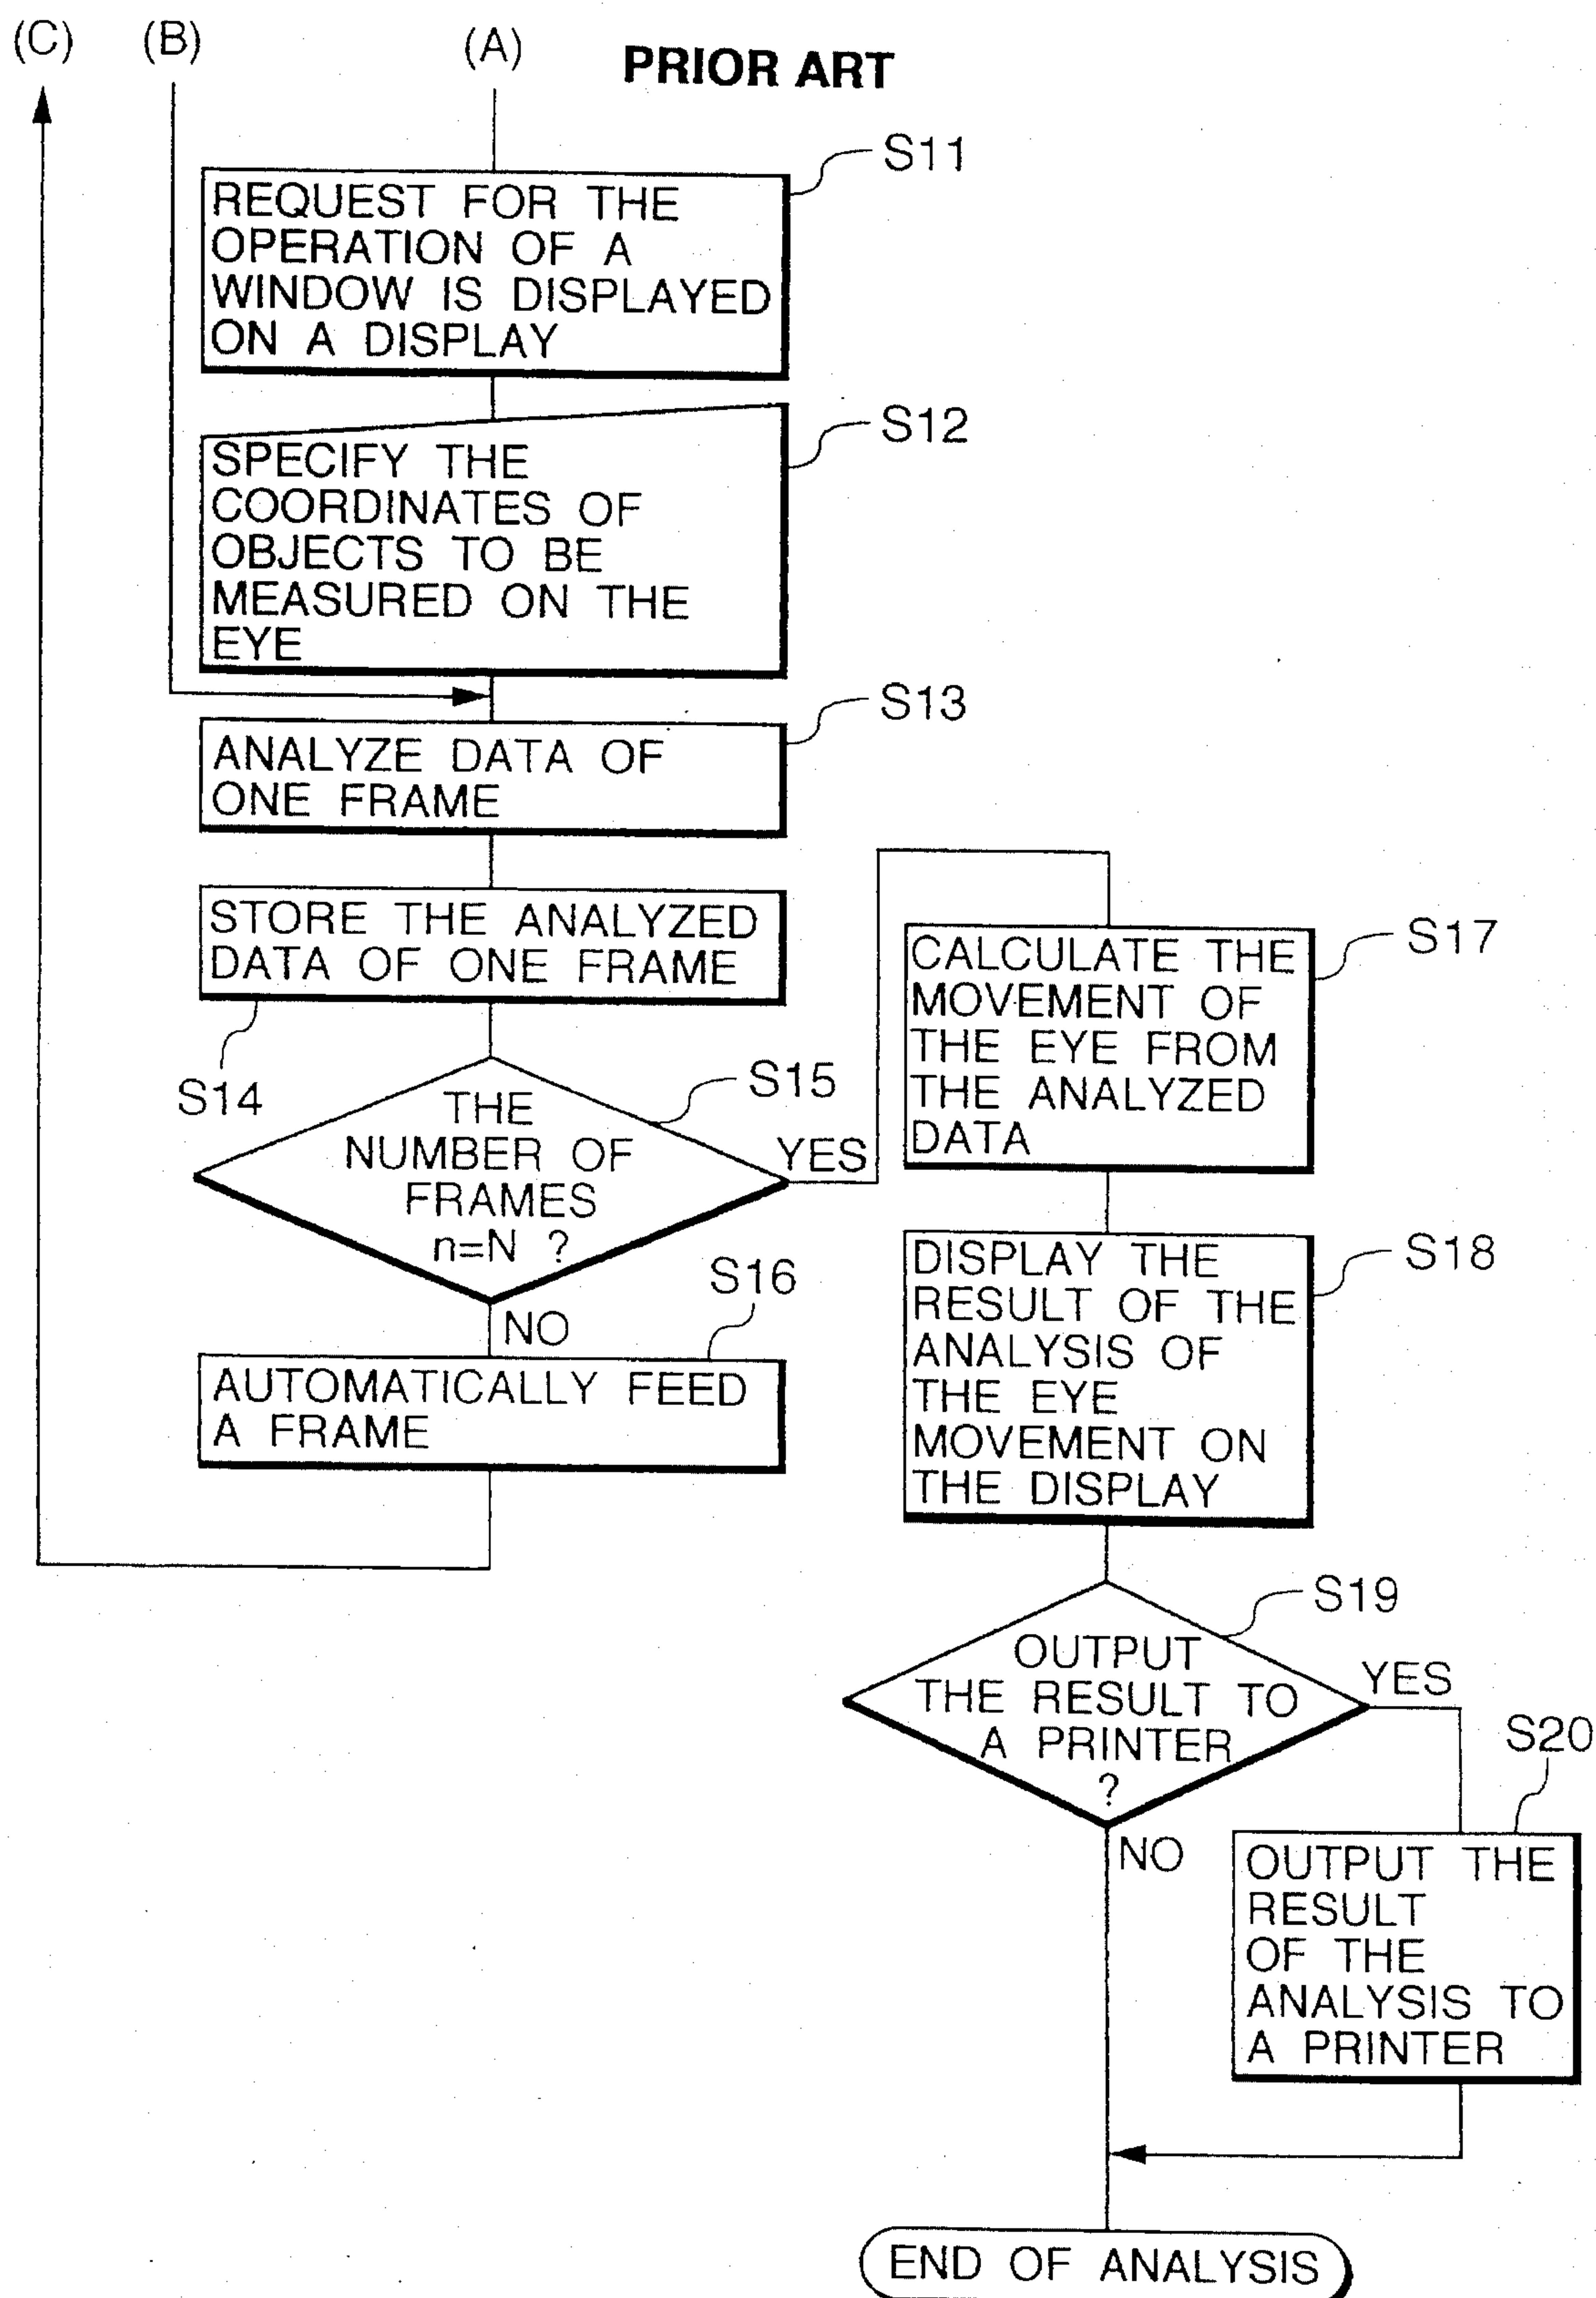 (C)
(B)
(A)
PRIOR ART
S11
REQUEST FOR THE
OPERATION OF A
WINDOW IS DISPLAYED
ON A DISPLAY
S12
SPECIFY THE
COORDINATES OF
OBJECTS TO BE
MEASURED ON THE
EYE
S13
ANALYZE DATA OF
ONE FRAME
STORE THE ANALYZED
DATA OF ONE FRAME
S14
S15
THE
NUMBER OF
FRAMES
n=N ?
YES
NO
S16
AUTOMATICALLY FEED
A FRAME
S17
CALCULATE THE
MOVEMENT OF
THE EYE FROM
THE ANALYZED
DATA
S18
DISPLAY THE
RESULT OF THE
ANALYSIS OF
THE EYE
MOVEMENT ON
THE DISPLAY
S19
OUTPUT
THE RESULT TO
A PRINTER
?
YES
NO
S20
OUTPUT THE
RESULT
OF THE
ANALYSIS TO
A PRINTER
END OF ANALYSIS